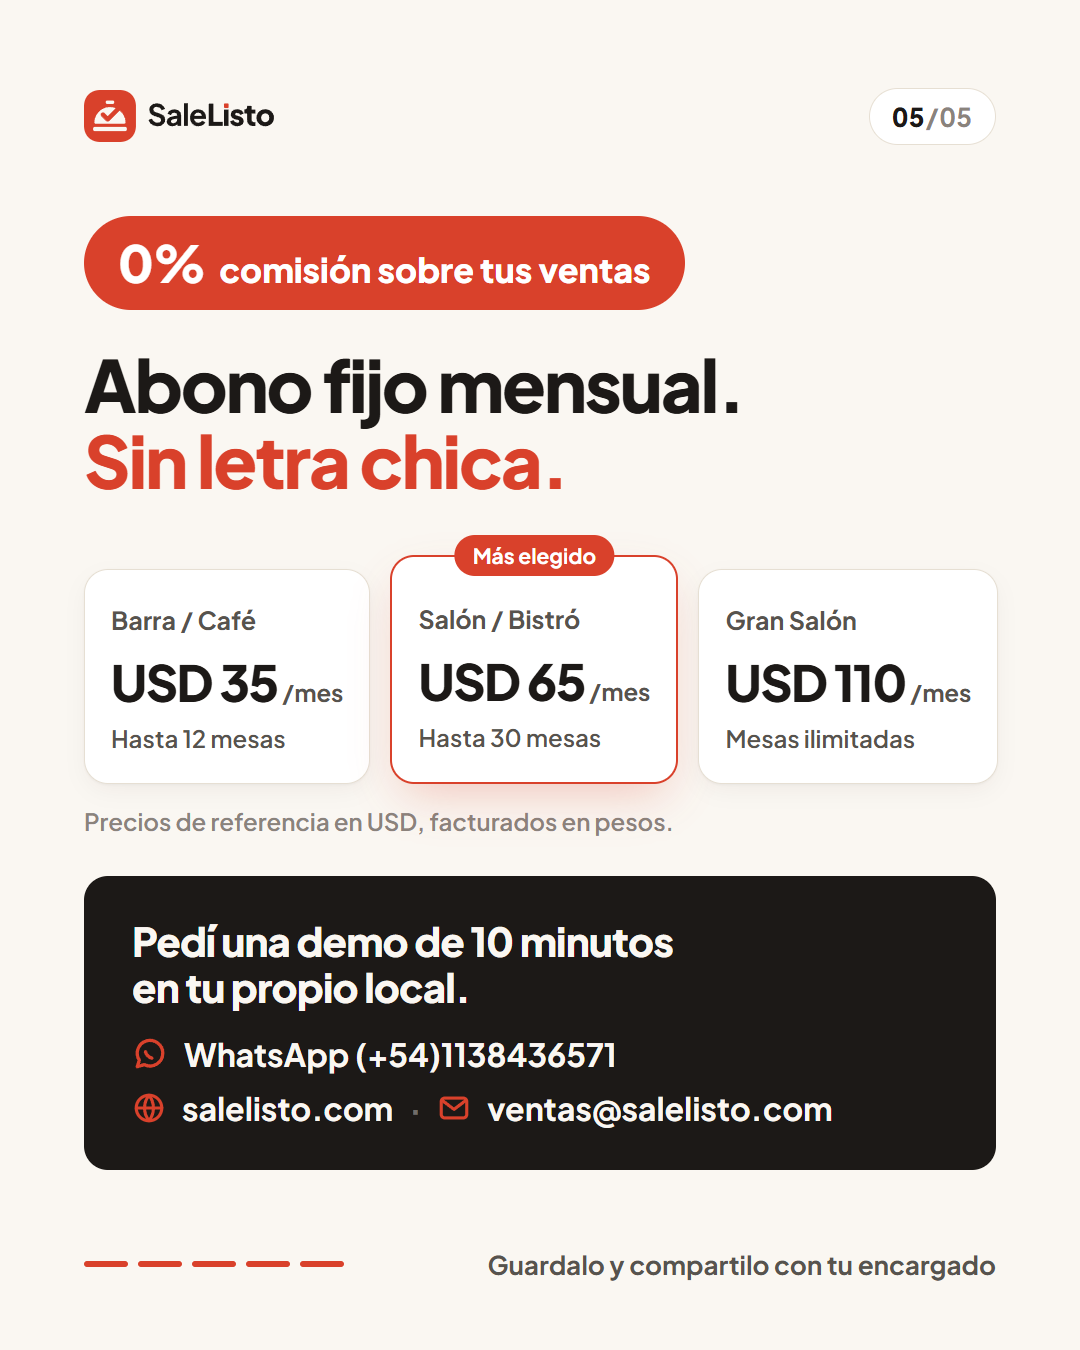 SaleListo
05/05
0% comisión sobre tus ventas
Abono fijo mensual.
Sin letra chica.
Más elegido
Barra / Café
USD 35 /mes
Hasta 12 mesas
Salón / Bistró
USD 65 /mes
Hasta 30 mesas
Gran Salón
USD 110 /mes
Mesas ilimitadas
Precios de referencia en USD, facturados en pesos.
Pedí una demo de 10 minutos
en tu propio local.
WhatsApp (+54)1138436571
salelisto.com · ventas@salelisto.com
Guardalo y compartilo con tu encargado